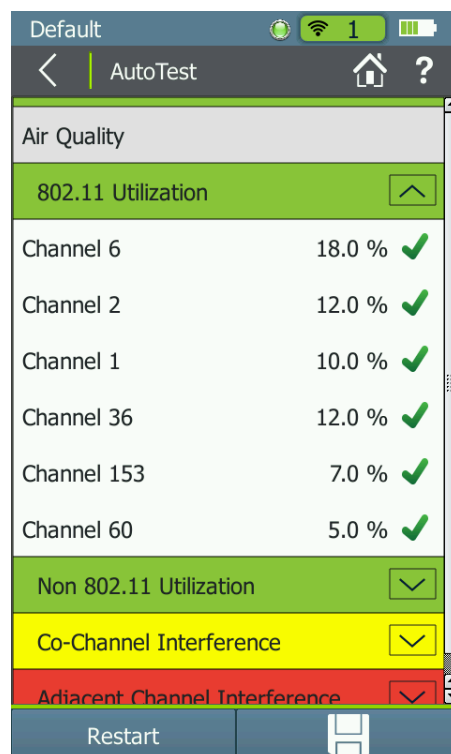 Default 1
AutoTest ?
Air Quality
802.11 Utilization
Channel 6 18.0 %
Channel 2 12.0 %
Channel 1 10.0 %
Channel 36 12.0 %
Channel 153 7.0 %
Channel 60 5.0 %
Non 802.11 Utilization
Co-Channel Interference
Adjacent Channel Interference
Restart